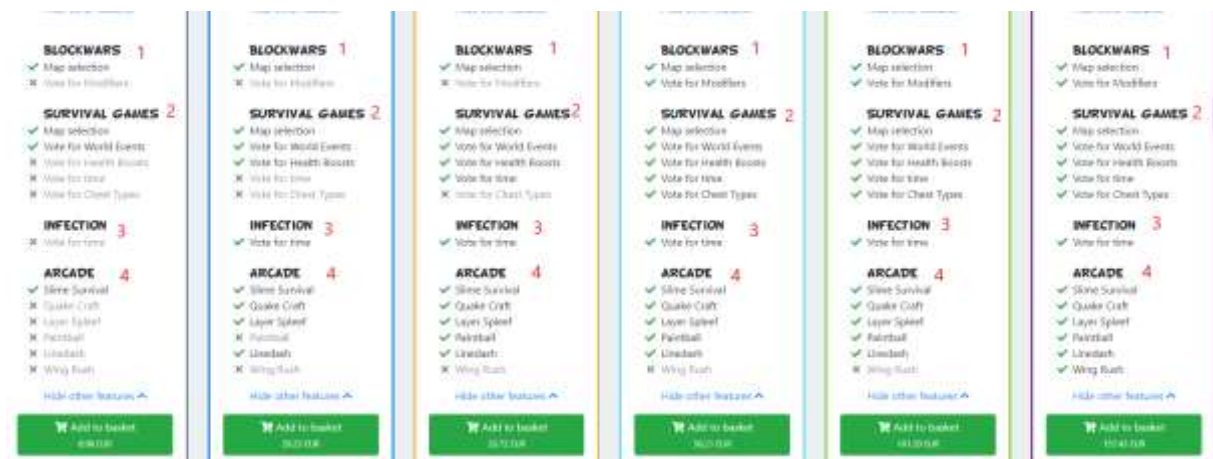 BLOCKWARS 1
Map selection
Vote for Modifiers
SURVIVAL GAMES 2
Map selection
Vote for World Events
Vote for Health Boosts
Vote for time
Vote for Chest Types
INFECTION 3
Vote for time
ARCADE 4
Slime Survival
Quake Craft
Layer Spleef
Paintball
Linedash
Wing Rush
Hide other features
Add to basket
BLOCKWARS 1
Map selection
Vote for Modifiers
SURVIVAL GAMES 2
Map selection
Vote for World Events
Vote for Health Boosts
Vote for time
Vote for Chest Types
INFECTION 3
Vote for time
ARCADE 4
Slime Survival
Quake Craft
Layer Spleef
Paintball
Linedash
Wing Rush
Hide other features
Add to basket
BLOCKWARS 1
Map selection
Vote for Modifiers
SURVIVAL GAMES 2
Map selection
Vote for World Events
Vote for Health Boosts
Vote for time
Vote for Chest Types
INFECTION 3
Vote for time
ARCADE 4
Slime Survival
Quake Craft
Layer Spleef
Paintball
Linedash
Wing Rush
Hide other features
Add to basket
BLOCKWARS 1
Map selection
Vote for Modifiers
SURVIVAL GAMES 2
Map selection
Vote for World Events
Vote for Health Boosts
Vote for time
Vote for Chest Types
INFECTION 3
Vote for time
ARCADE 4
Slime Survival
Quake Craft
Layer Spleef
Paintball
Linedash
Wing Rush
Hide other features
Add to basket
BLOCKWARS 1
Map selection
Vote for Modifiers
SURVIVAL GAMES 2
Map selection
Vote for World Events
Vote for Health Boosts
Vote for time
Vote for Chest Types
INFECTION 3
Vote for time
ARCADE 4
Slime Survival
Quake Craft
Layer Spleef
Paintball
Linedash
Wing Rush
Hide other features
Add to basket
BLOCKWARS 1
Map selection
Vote for Modifiers
SURVIVAL GAMES 2
Map selection
Vote for World Events
Vote for Health Boosts
Vote for time
Vote for Chest Types
INFECTION 3
Vote for time
ARCADE 4
Slime Survival
Quake Craft
Layer Spleef
Paintball
Linedash
Wing Rush
Hide other features
Add to basket